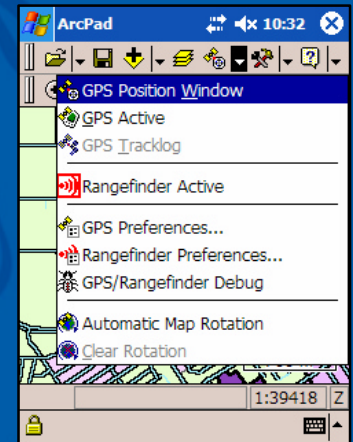 ArcPad 10:32
GPS Position Window
GPS Active
GPS Tracklog
Rangefinder Active
GPS Preferences...
Rangefinder Preferences...
GPS/Rangefinder Debug
Automatic Map Rotation
Clear Rotation
1:39418 Z